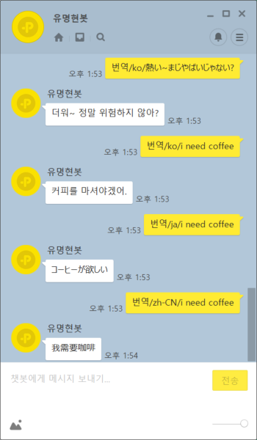 유명현봇
번역/ko/熱い~まじやばいじゃない?
오후 1:53
유명현봇
더워~ 정말 위험하지 않아?
오후 1:53
번역/ko/i need coffee
오후 1:53
유명현봇
커피를 마셔야겠어.
오후 1:53
번역/ja/i need coffee
오후 1:53
유명현봇
コーヒーが欲しい
오후 1:53
번역/zh-CN/i need coffee
오후 1:53
유명현봇
我需要咖啡
오후 1:54
챗봇에게 메시지 보내기..
전송